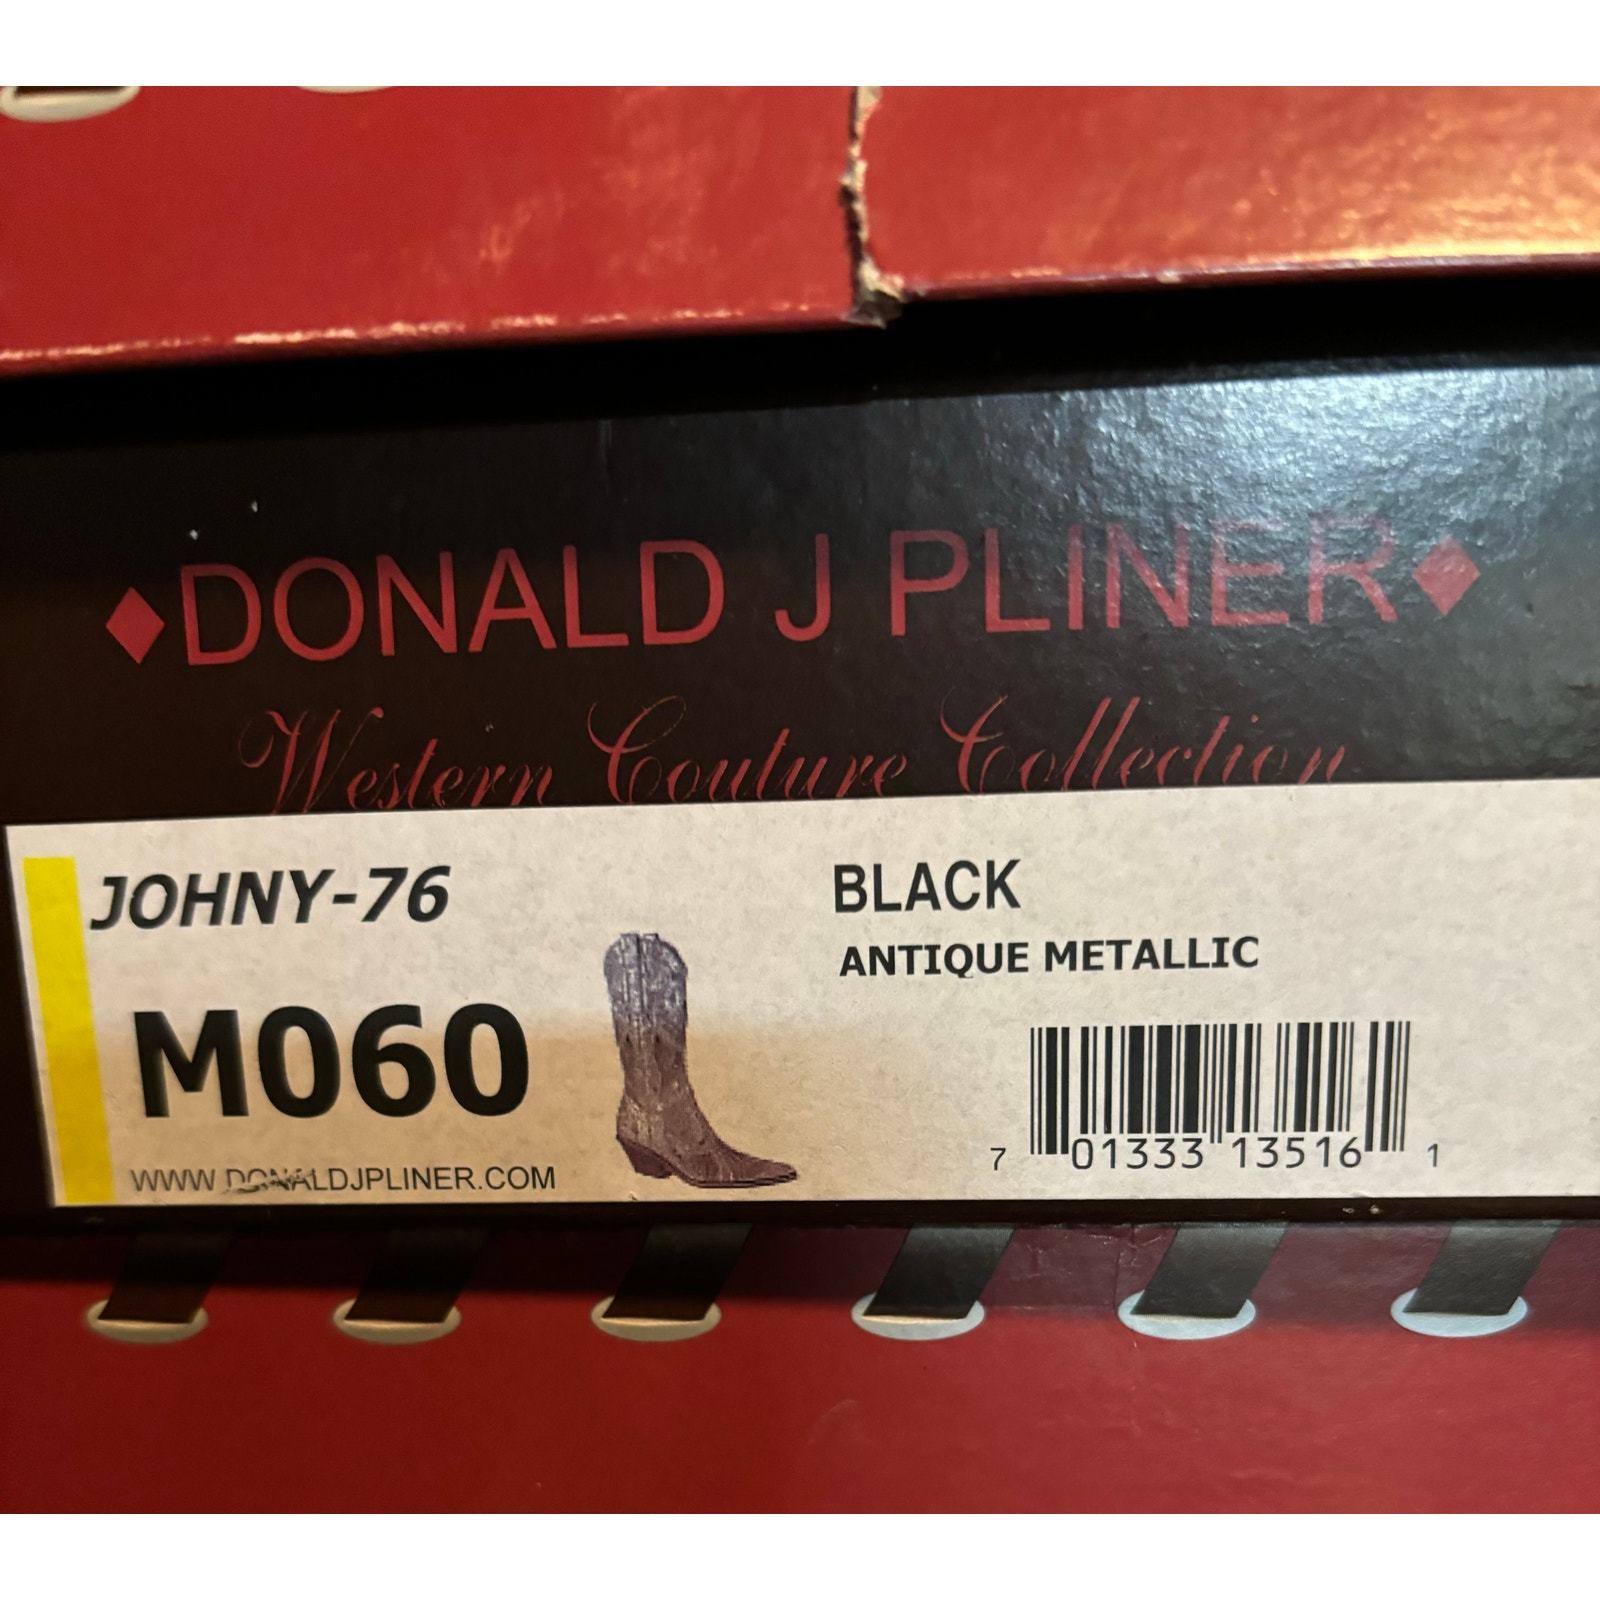 ♦DONALD J PLINER♦
Western Couture Collection
JOHNY-76
BLACK
ANTIQUE METALLIC
M060
WWW.DONALDJPLINER.COM
7 01333 13516 1